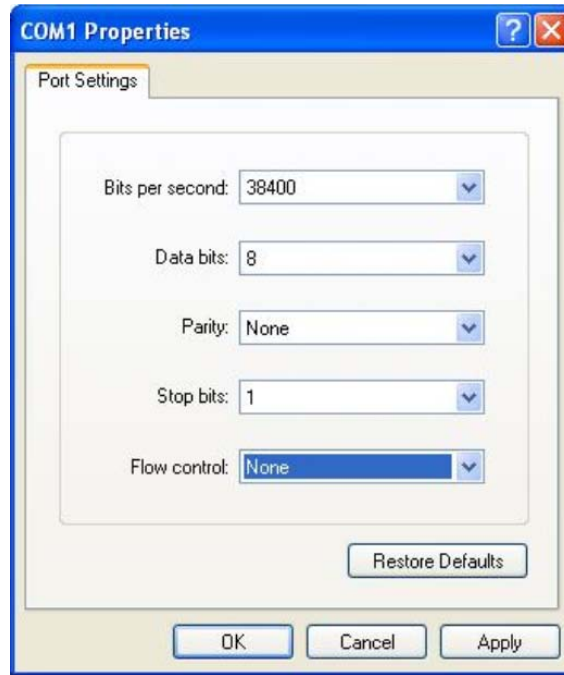 COM1 Properties
Port Settings
Bits per second: 38400
Data bits: 8
Parity: None
Stop bits: 1
Flow control: None
Restore Defaults
OK Cancel Apply